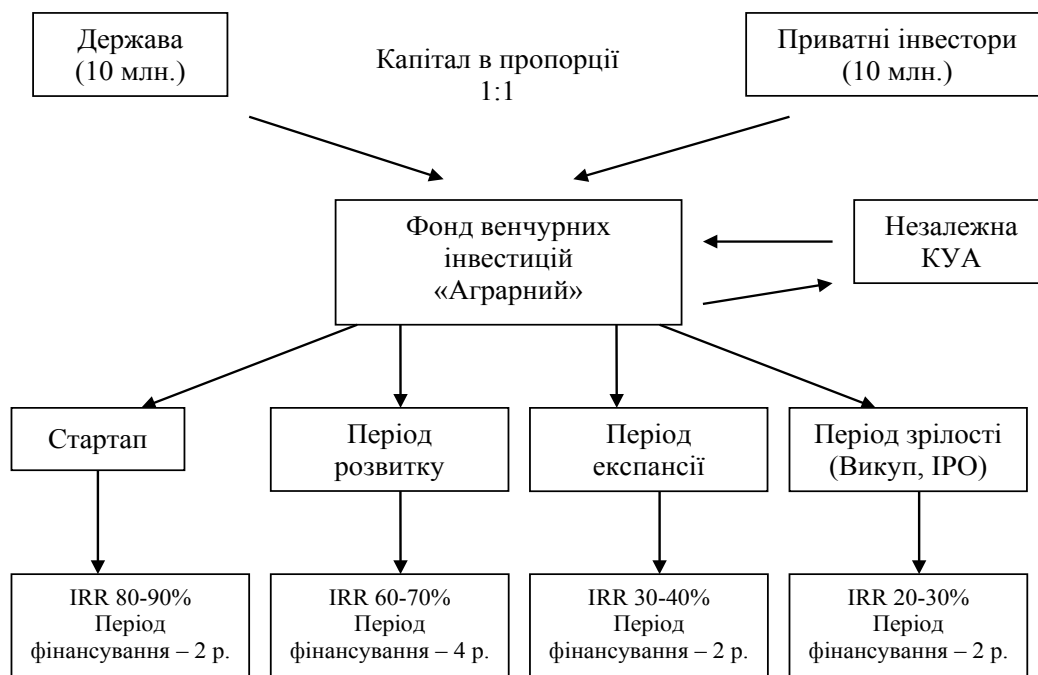 Держава
(10 млн.)
Капітал в пропорції
1:1
Приватні інвестори
(10 млн.)
Фонд венчурних
інвестицій
«Аграрний»
Незалежна
КУА
Стартап
Період
розвитку
Період
експансії
Період зрілості
(Викуп, ІРО)
IRR 80-90%
Період
фінансування – 2 р.
IRR 60-70%
Період
фінансування – 4 р.
IRR 30-40%
Період
фінансування – 2 р.
IRR 20-30%
Період
фінансування – 2 р.